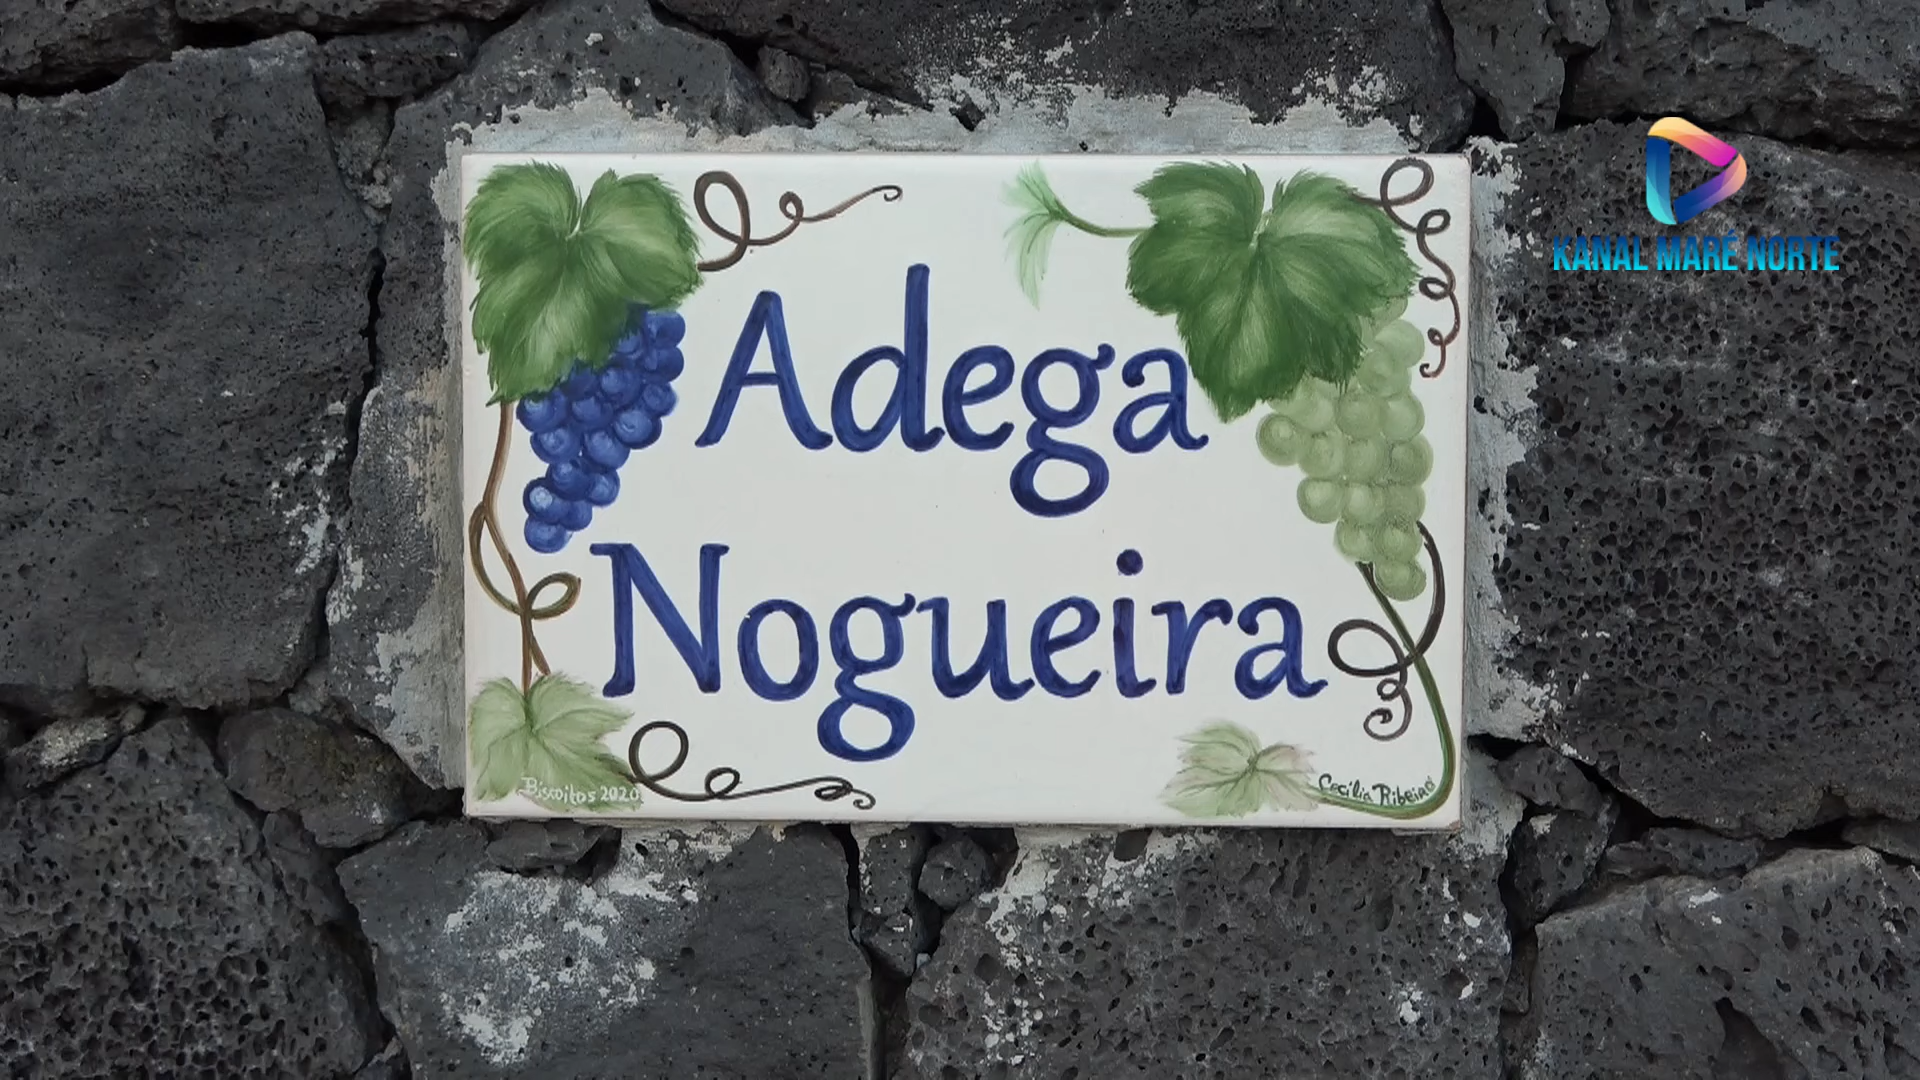 KANAL MARÉ NORTE
Adega
Nogueira
Biscoitos 2020
Cecília Ribeiro